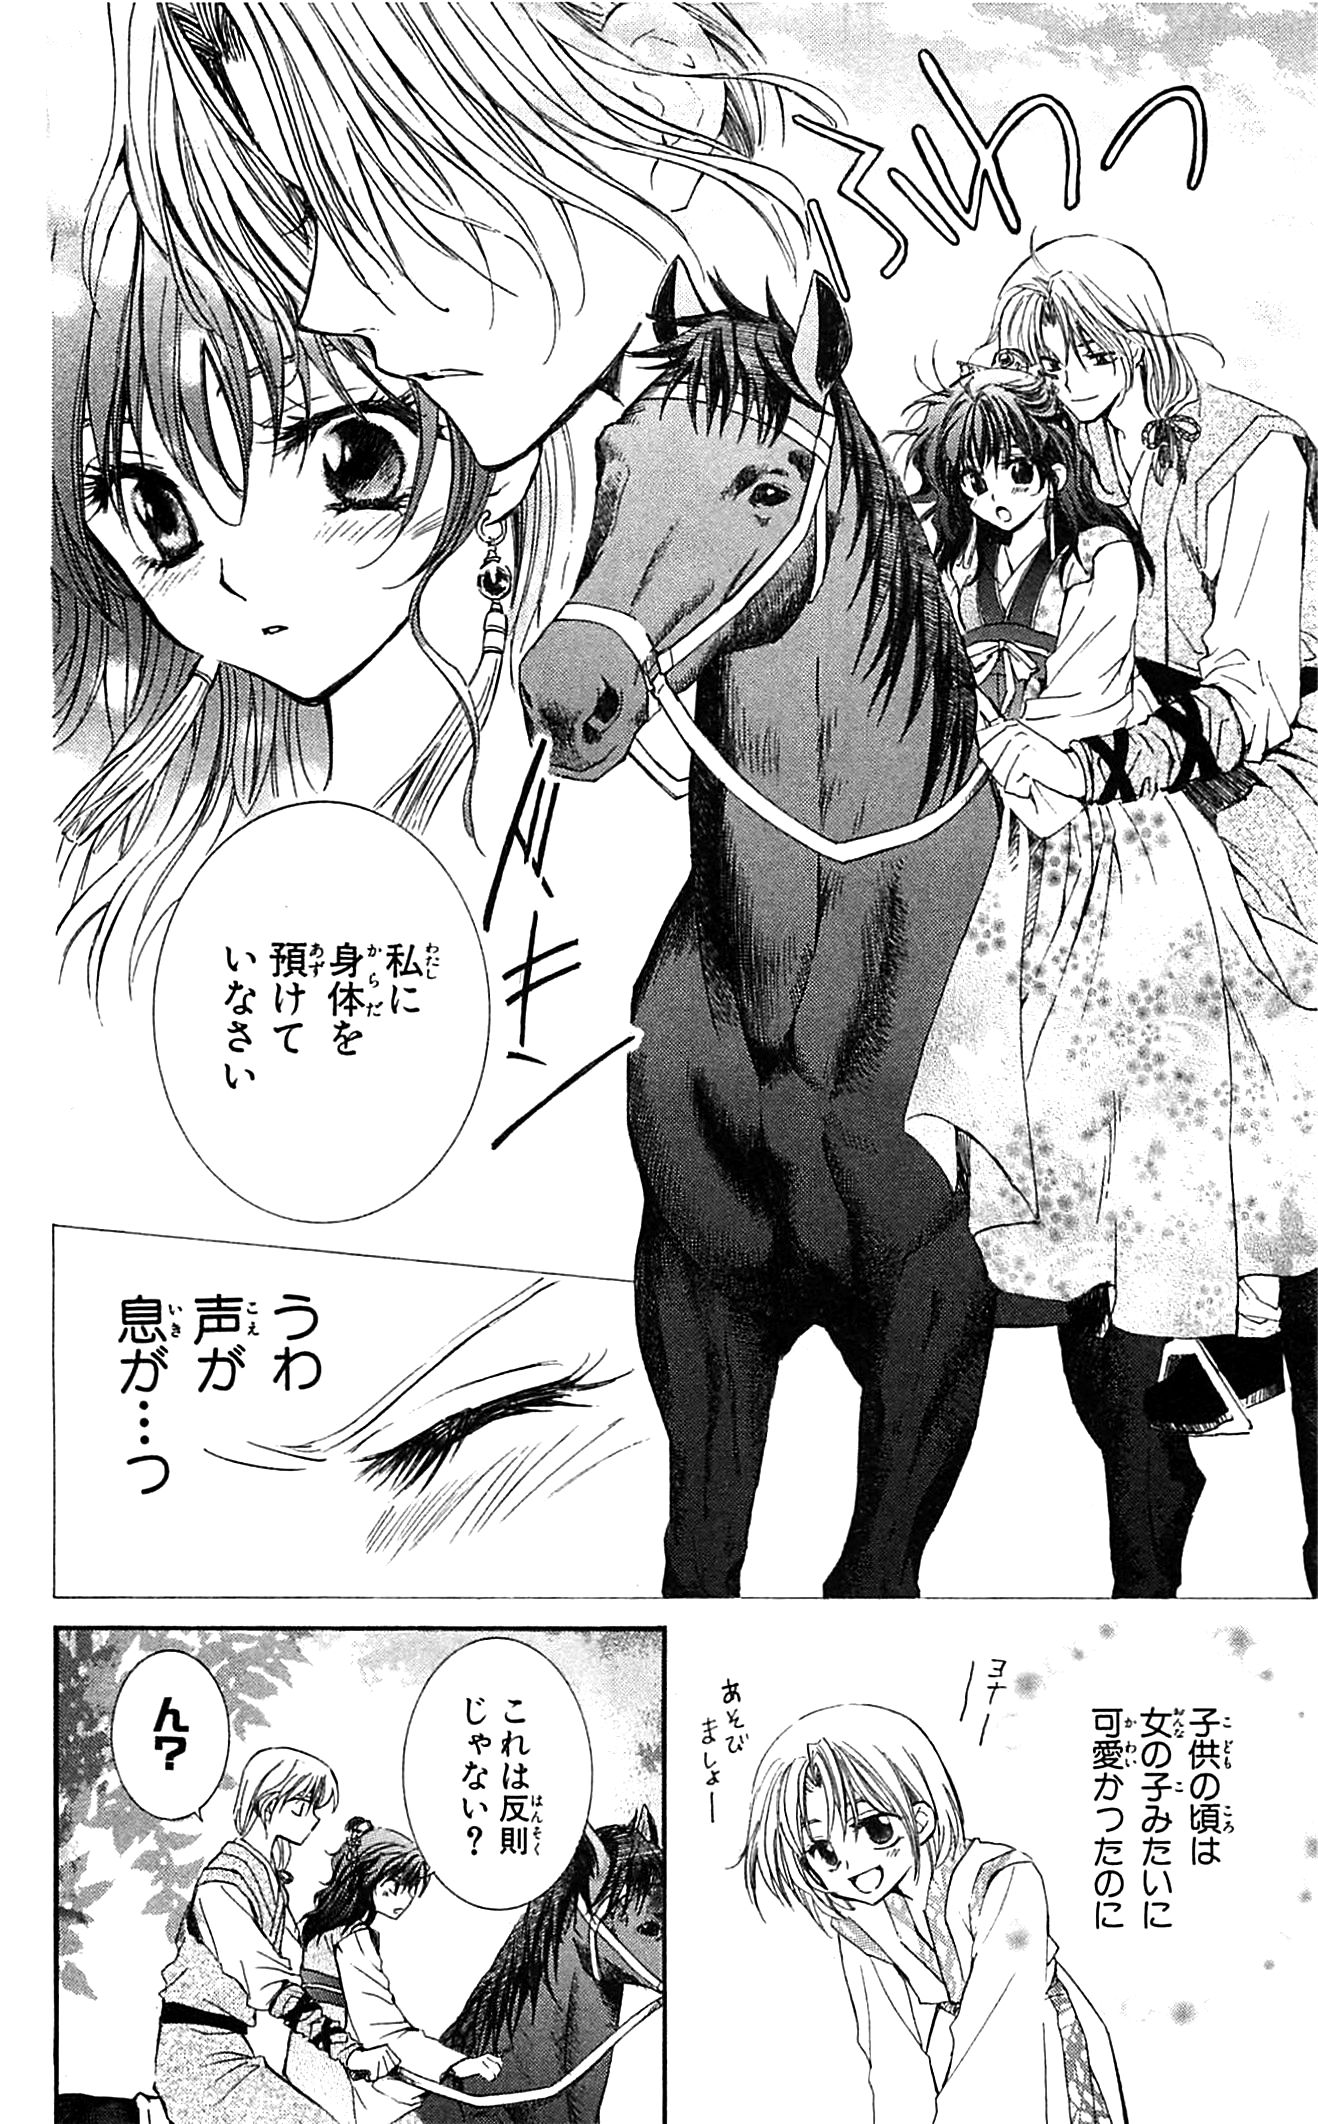 ふわっ
ドキーッ
私に
身体を
預けて
いなさい
うわ
声が
息が…っ
子供の頃は
女の子みたいに
可愛かったのに
ヨナーー
あそび
ましょー
これは反則
じゃない?
ん?